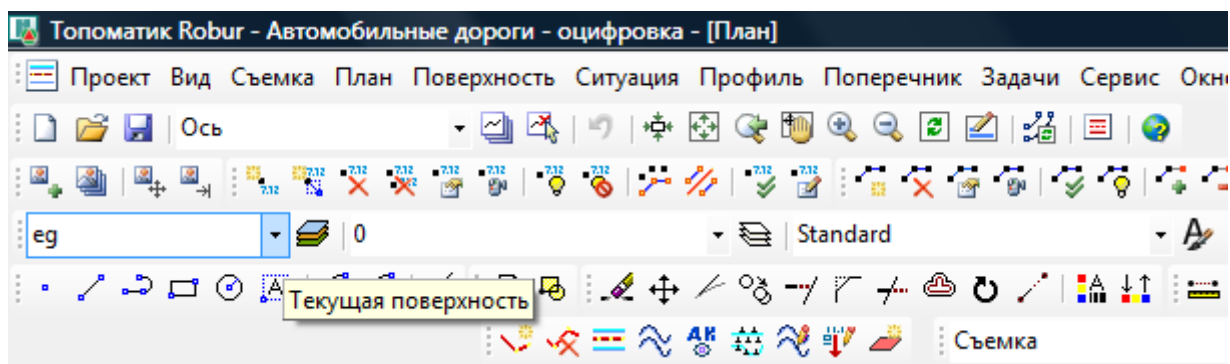 Топоматик Robur - Автомобильные дороги - оцифровка - [План]
Проект Вид Съемка План Поверхность Ситуация Профиль Поперечник Задачи Сервис
Ось
eg 0 Standard
Текущая поверхность
Съемка